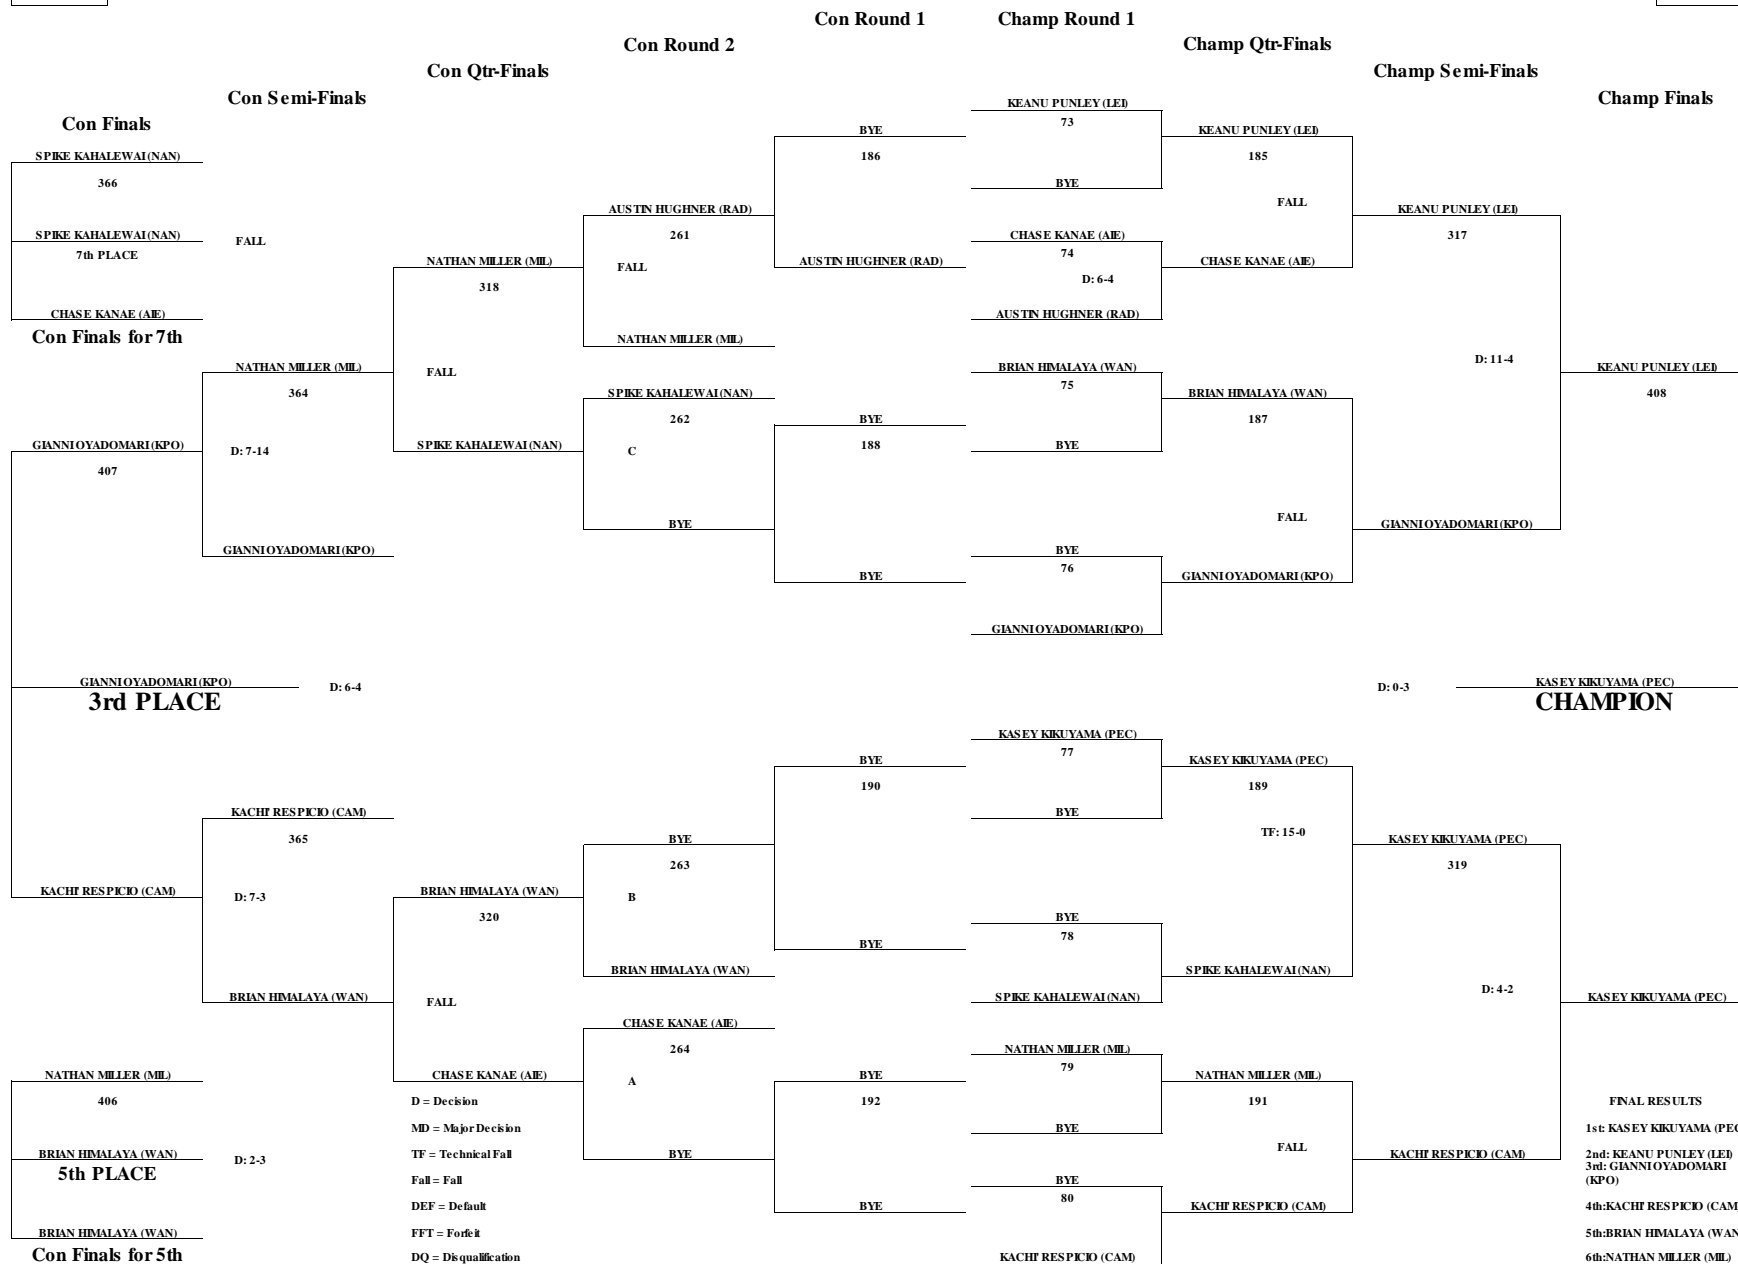 Con Round 1
Champ Round 1
Con Round 2
Champ Qtr-Finals
Con Qtr-Finals
Champ Semi-Finals
Con Semi-Finals
Champ Finals
Con Finals
SPIKE KAHALEWAI (NAN)
366
SPIKE KAHALEWAI (NAN)
7th PLACE
FALL
CHASE KANAE (AIE)
Con Finals for 7th
GIANNI OYADOMARI (KPO)
407
GIANNI OYADOMARI (KPO)
3rd PLACE
D: 6-4
KACHI' RESPICIO (CAM)
NATHAN MILLER (MIL)
406
BRIAN HIMALAYA (WAN)
5th PLACE
D: 2-3
BRIAN HIMALAYA (WAN)
Con Finals for 5th
NATHAN MILLER (MIL)
364
D: 7-14
GIANNI OYADOMARI (KPO)
KACHI' RESPICIO (CAM)
365
D: 7-3
BRIAN HIMALAYA (WAN)
NATHAN MILLER (MIL)
318
FALL
SPIKE KAHALEWAI (NAN)
BRIAN HIMALAYA (WAN)
320
FALL
CHASE KANAE (AIE)
D = Decision
MD = Major Decision
TF = Technical Fall
Fall = Fall
DEF = Default
FFT = Forfeit
DQ = Disqualification
AUSTIN HUGHNER (RAD)
261
FALL
NATHAN MILLER (MIL)
SPIKE KAHALEWAI (NAN)
262
C
BYE
BYE
263
B
BRIAN HIMALAYA (WAN)
CHASE KANAE (AIE)
264
A
BYE
BYE
186
AUSTIN HUGHNER (RAD)
BYE
188
BYE
BYE
190
BYE
BYE
192
BYE
KEANU PUNLEY (LEI)
73
BYE
CHASE KANAE (AIE)
74
D: 6-4
AUSTIN HUGHNER (RAD)
BRIAN HIMALAYA (WAN)
75
BYE
BYE
76
GIANNI OYADOMARI (KPO)
KASEY KIKUYAMA (PEC)
77
BYE
BYE
78
SPIKE KAHALEWAI (NAN)
NATHAN MILLER (MIL)
79
BYE
BYE
80
KACHI' RESPICIO (CAM)
KEANU PUNLEY (LEI)
185
FALL
CHASE KANAE (AIE)
BRIAN HIMALAYA (WAN)
187
FALL
GIANNI OYADOMARI (KPO)
KASEY KIKUYAMA (PEC)
189
TF: 15-0
SPIKE KAHALEWAI (NAN)
NATHAN MILLER (MIL)
191
FALL
KACHI' RESPICIO (CAM)
KEANU PUNLEY (LEI)
317
D: 11-4
GIANNI OYADOMARI (KPO)
KASEY KIKUYAMA (PEC)
319
D: 4-2
KACHI' RESPICIO (CAM)
KEANU PUNLEY (LEI)
408
D: 0-3
KASEY KIKUYAMA (PEC)
CHAMPION
KASEY KIKUYAMA (PEC)
FINAL RESULTS
1st: KASEY KIKUYAMA (PEC
2nd: KEANU PUNLEY (LEI)
3rd: GIANNI OYADOMARI
(KPO)
4th:KACHI' RESPICIO (CAM)
5th:BRIAN HIMALAYA (WAN
6th:NATHAN MILLER (MIL)